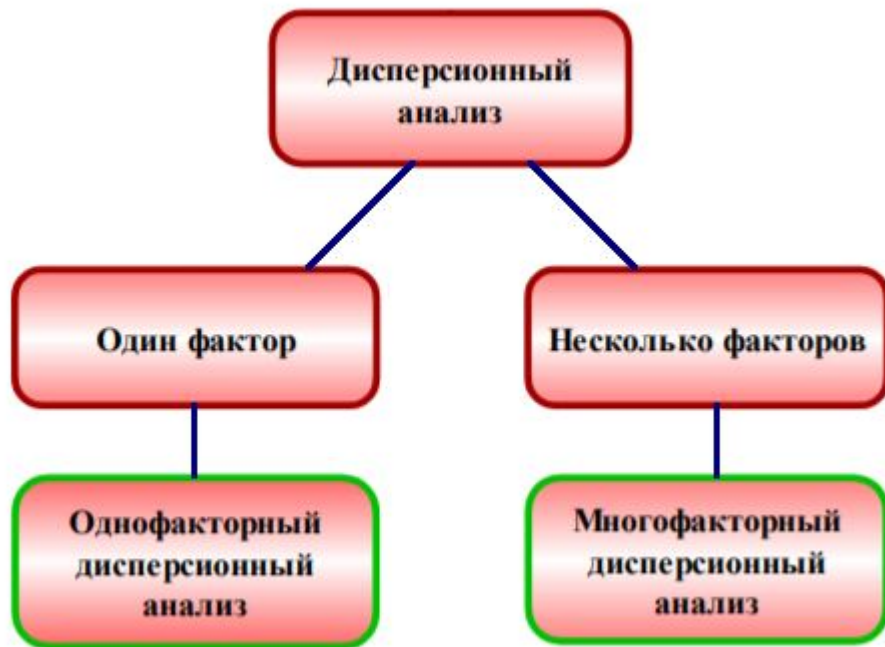 Дисперсионный
анализ
Один фактор
Несколько факторов
Однофакторный
дисперсионный
анализ
Многофакторный
дисперсионный
анализ